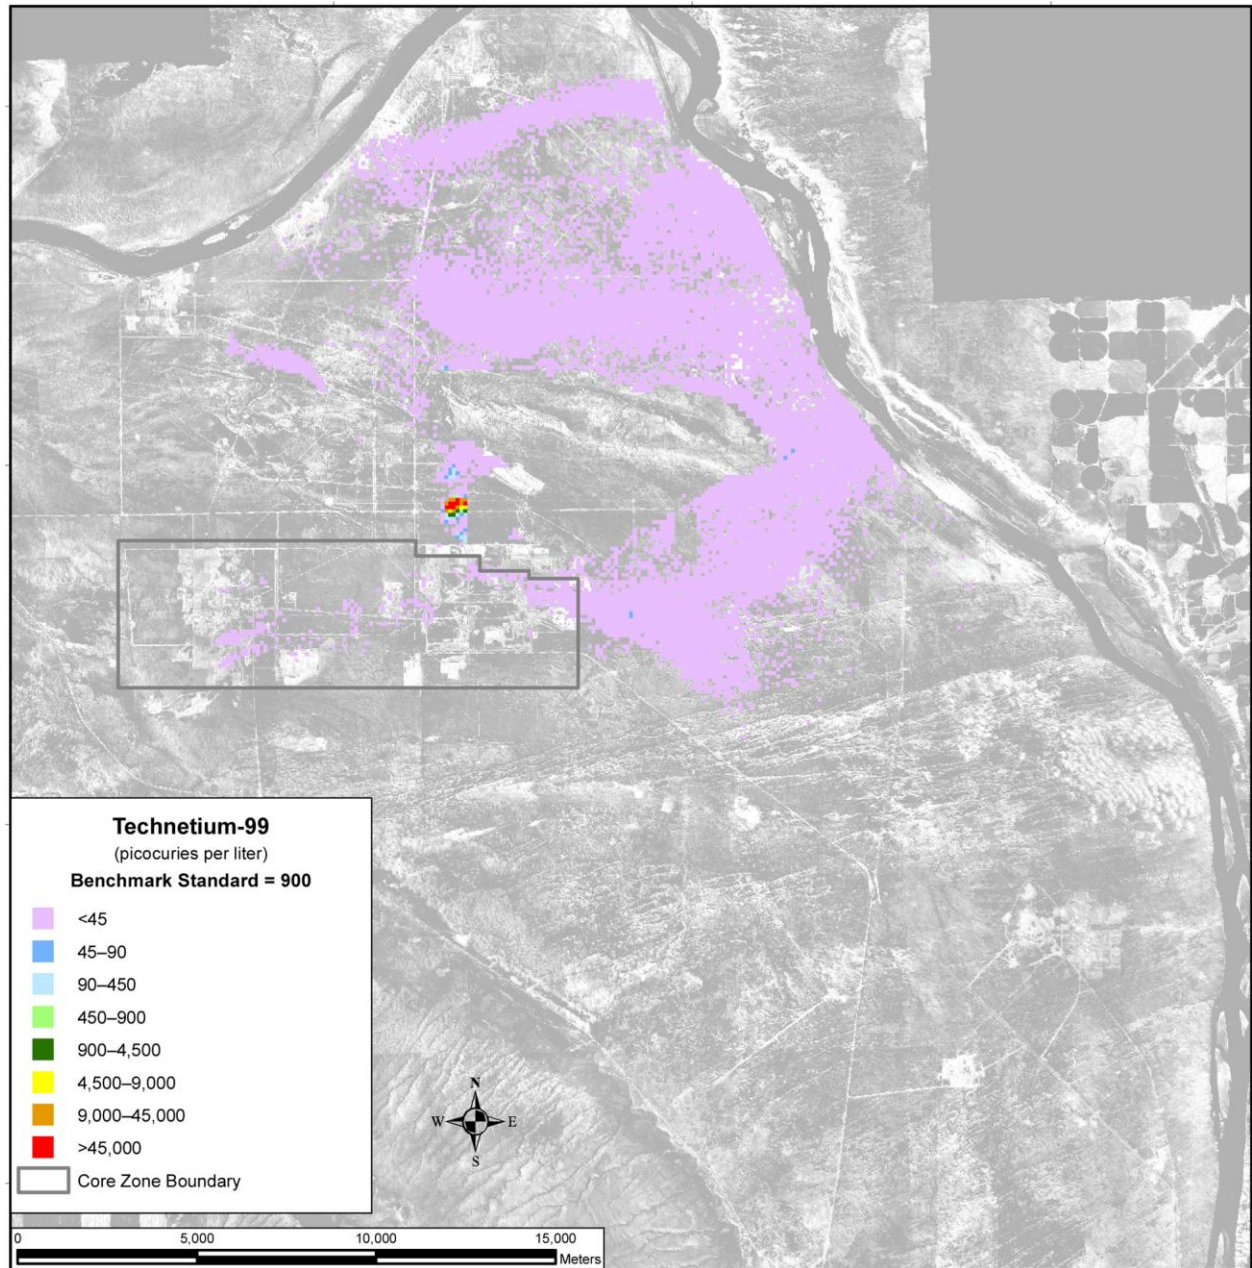 Technetium-99
(picocuries per liter)
Benchmark Standard = 900
<45
45–90
90–450
450–900
900–4,500
4,500–9,000
9,000–45,000
>45,000
Core Zone Boundary
N
W E
S
0 5,000 10,000 15,000
Meters